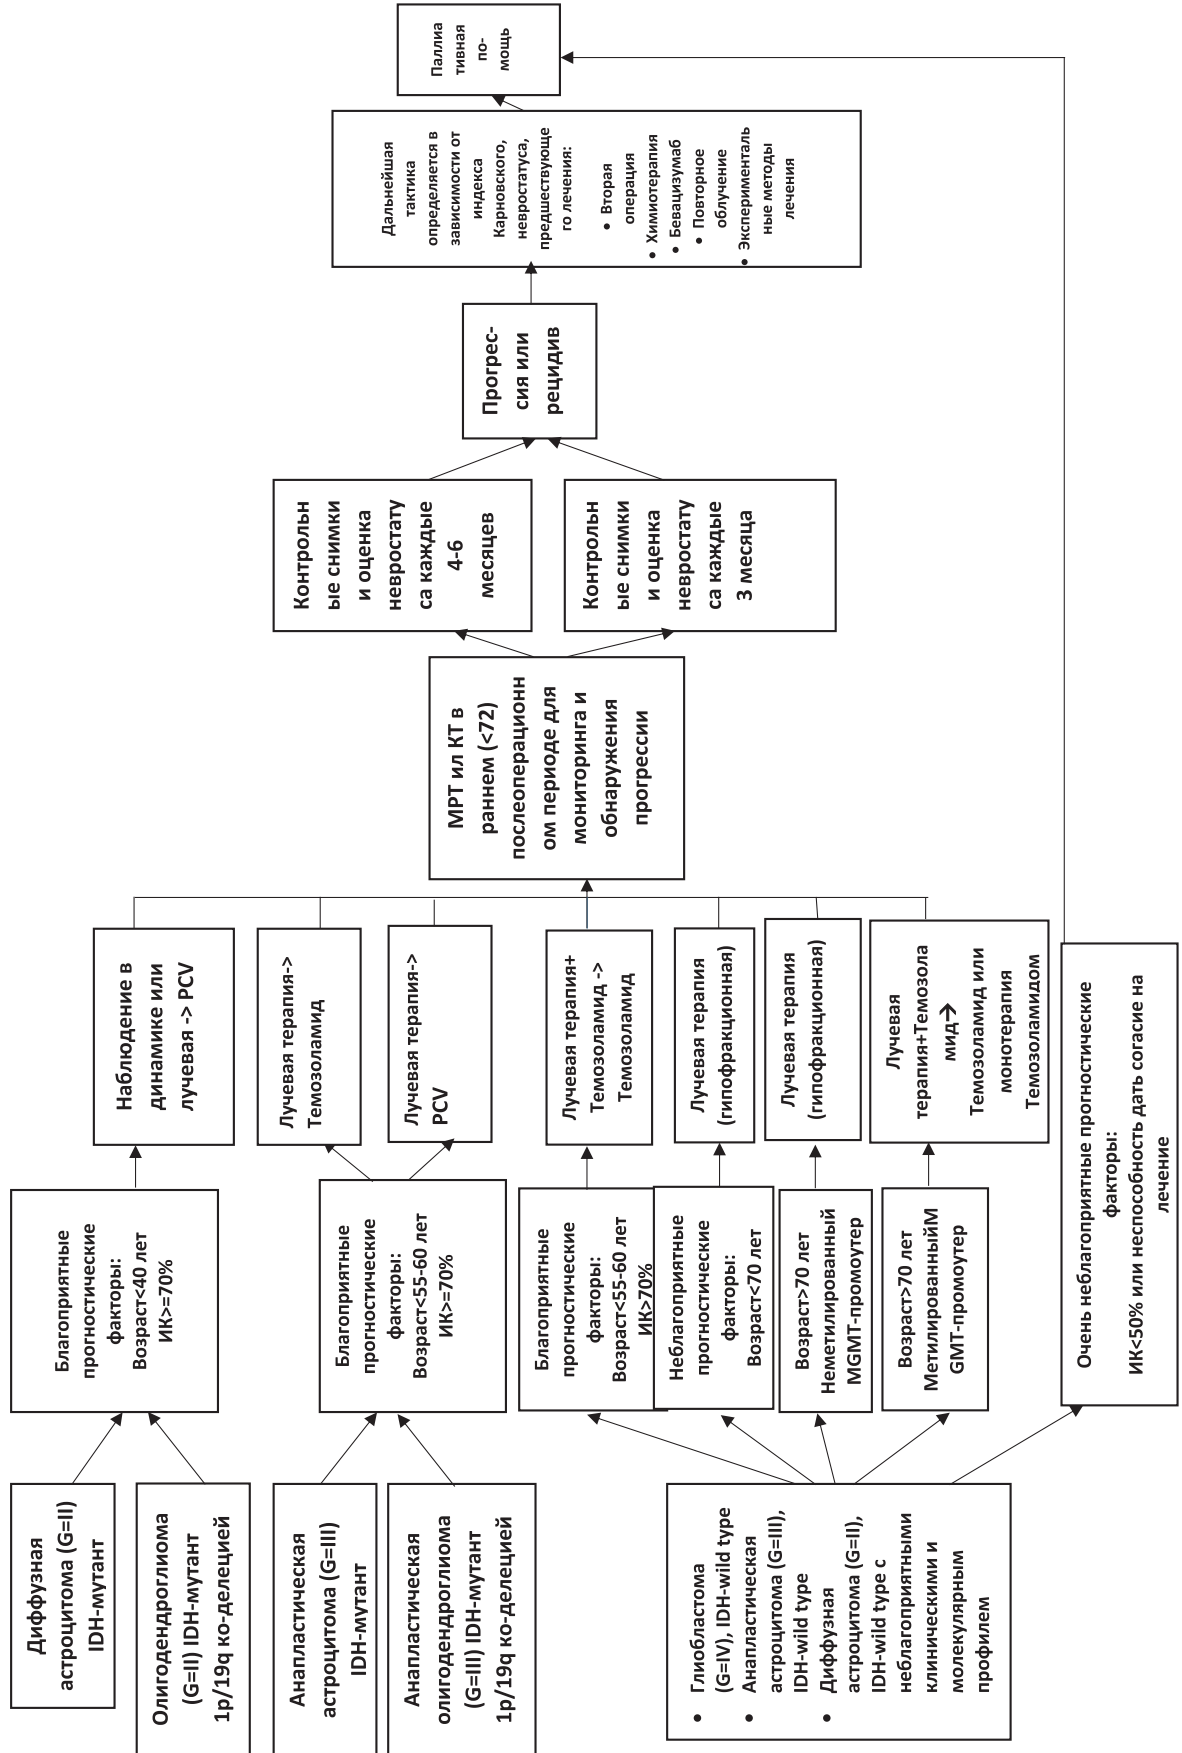 Диффузная
астроцитома (G=II)
IDH-мутант
Олигодендроглиома
(G=II) IDH-мутант
1p/19q ко-делецией
Анапластическая
астроцитома (G=III)
IDH-мутант
Анапластическая
олигодендроглиома
(G=III) IDH-мутант
1p/19q ко-делецией
• Глиобластома
(G=IV), IDH-wild type
• Анапластическая
астроцитома (G=III),
IDH-wild type
• Диффузная
астроцитома (G=II),
IDH-wild type с
неблагоприятными
клиническими и
молекулярным
профилем
Благоприятные
прогностические
факторы:
Возраст<40 лет
ИК>=70%
Благоприятные
прогностические
факторы:
Возраст<55-60 лет
ИК>=70%
Благоприятные
прогностические
факторы:
Возраст<55-60 лет
ИК>70%
Неблагоприятные
прогностические
факторы:
Возраст<70 лет
Возраст>70 лет
Неметилированный
MGMT-промоутер
Возраст>70 лет
МетилированныйM
GMT-промоутер
Очень неблагоприятные прогностические
факторы:
ИК<50% или неспособность дать согасие на
лечение
Наблюдение в
динамике или
лучевая -> PCV
Лучевая терапия->
Темозоламид
Лучевая терапия->
PCV
Лучевая терапия+
Темозоламид ->
Темозоламид
Лучевая терапия
(гипофракционная)
Лучевая терапия
(гипофракционная)
Лучевая
терапия+Темозола
мид→
Темозоламид или
монотерапия
Темозоламидом
МРТ ил КТ в
раннем (<72)
послеоперационн
ом периоде для
мониторинга и
обнаружения
прогрессии
Контрольн
ые снимки
и оценка
невростату
са каждые
4-6
месяцев
Контрольн
ые снимки
и оценка
невростату
са каждые
3 месяца
Прогрес-
сия или
рецидив
Дальнейшая
тактика
определяется в
зависимости от
индекса
Карновского,
невростатуса,
предшествующе
го лечения:
• Вторая
операция
• Химиотерапия
• Бевацизумаб
• Повторное
облучение
• Эксперименталь
ные методы
лечения
Паллиа
тивная
по-
мощь